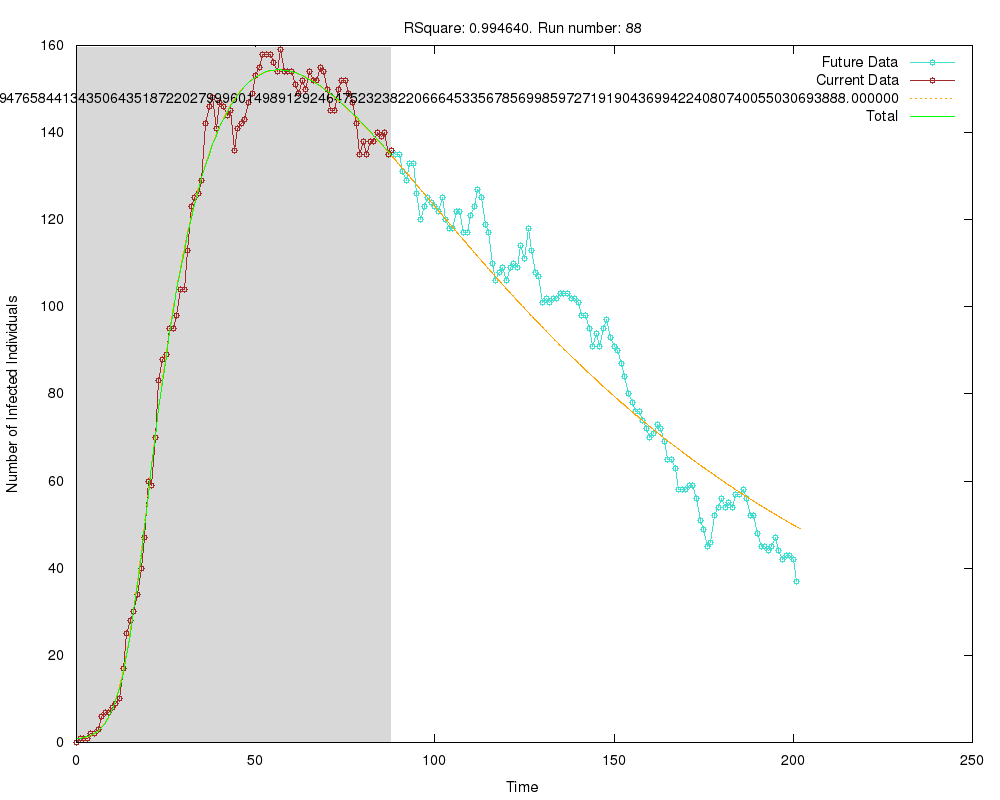 RSquare: 0.994640. Run number: 88
Future Data
Current Data
Total
160
140
120
100
80
60
40
20
0
Number of Infected Individuals
0
50
100
150
200
250
Time